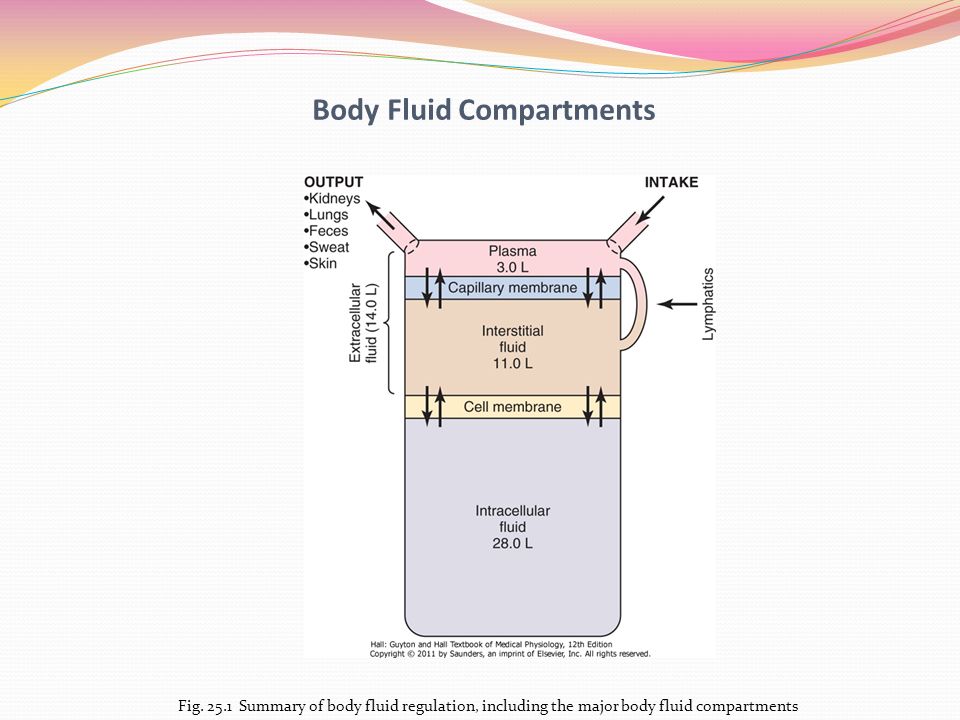 Body Fluid Compartments
OUTPUT
•Kidneys
•Lungs
•Feces
•Sweat
•Skin
INTAKE
Plasma
3.0 L
Capillary membrane
Extracellular
fluid (14.0 L)
Lymphatics
Interstitial
fluid
11.0 L
Cell membrane
Intracellular
fluid
28.0 L
Hall: Guyton and Hall Textbook of Medical Physiology, 12th Edition
Copyright © 2011 by Saunders, an imprint of Elsevier, Inc. All rights reserved.
Fig. 25.1 Summary of body fluid regulation, including the major body fluid compartments